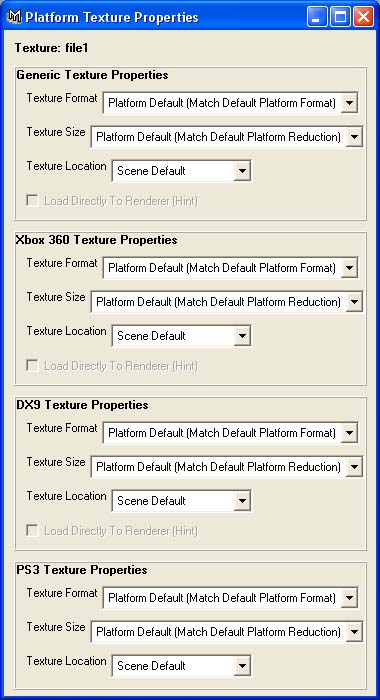 Platform Texture Properties
Texture: file1
Generic Texture Properties
Texture Format Platform Default (Match Default Platform Format)
Texture Size Platform Default (Match Default Platform Reduction)
Texture Location Scene Default
Load Directly To Renderer (Hint)
Xbox 360 Texture Properties
Texture Format Platform Default (Match Default Platform Format)
Texture Size Platform Default (Match Default Platform Reduction)
Texture Location Scene Default
Load Directly To Renderer (Hint)
DX9 Texture Properties
Texture Format Platform Default (Match Default Platform Format)
Texture Size Platform Default (Match Default Platform Reduction)
Texture Location Scene Default
Load Directly To Renderer (Hint)
PS3 Texture Properties
Texture Format Platform Default (Match Default Platform Format)
Texture Size Platform Default (Match Default Platform Reduction)
Texture Location Scene Default